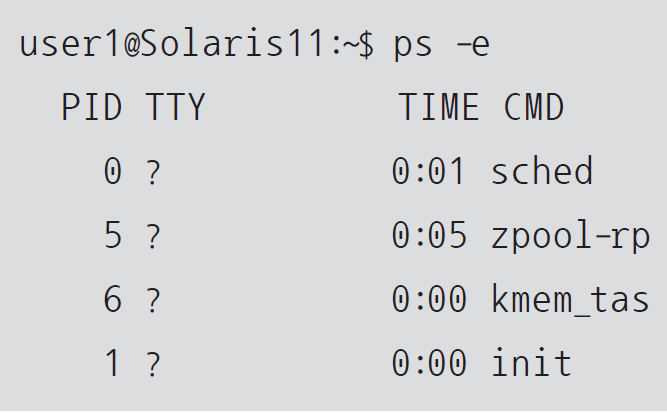 user1@Solaris11:~$ ps -e
PID TTY TIME CMD
0 ? 0:01 sched
5 ? 0:05 zpool-rp
6 ? 0:00 kmem_tas
1 ? 0:00 init